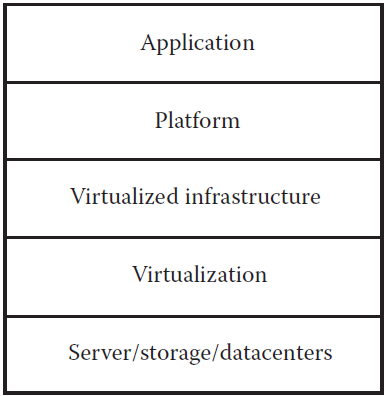 Application
Platform
Virtualized infrastructure
Virtualization
Server/storage/datacenters